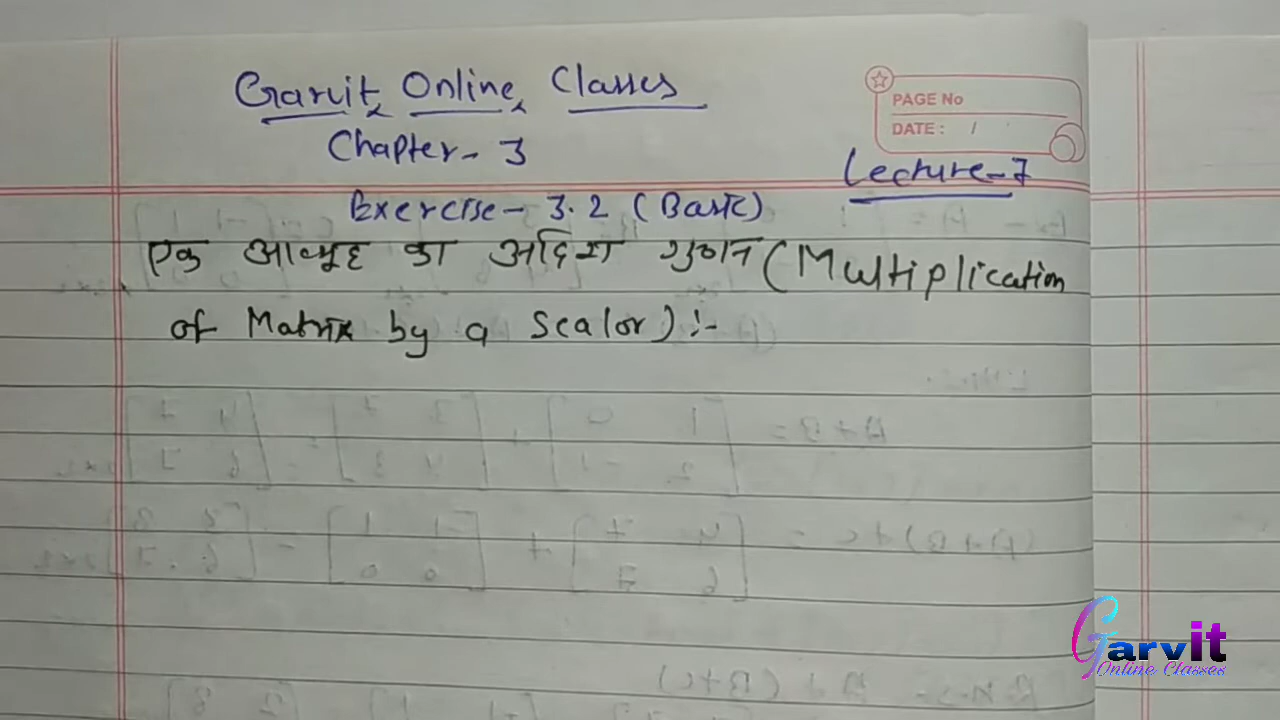 Garvit Online Classes
Chapter - 3
PAGE No
DATE : /
Lecture - 7
Exercise - 3.2 (Basic)
एक आव्यूह का अदिश गुणन (Multiplication
of Matrix by a Scalor) :-
Garvit
Online Classes